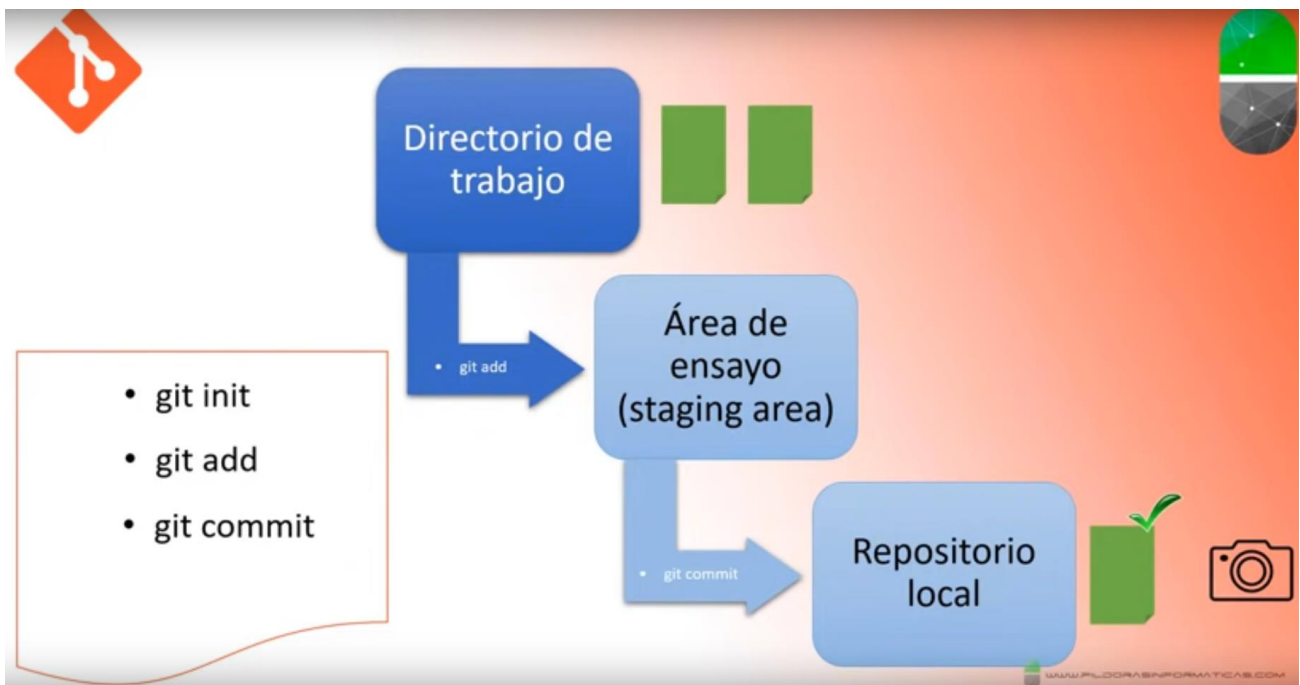 Directorio de
trabajo
• git add
Área de
ensayo
(staging area)
• git init
• git add
• git commit
• git commit
Repositorio
local
WWW.PILDORASINFORMATICAS.COM